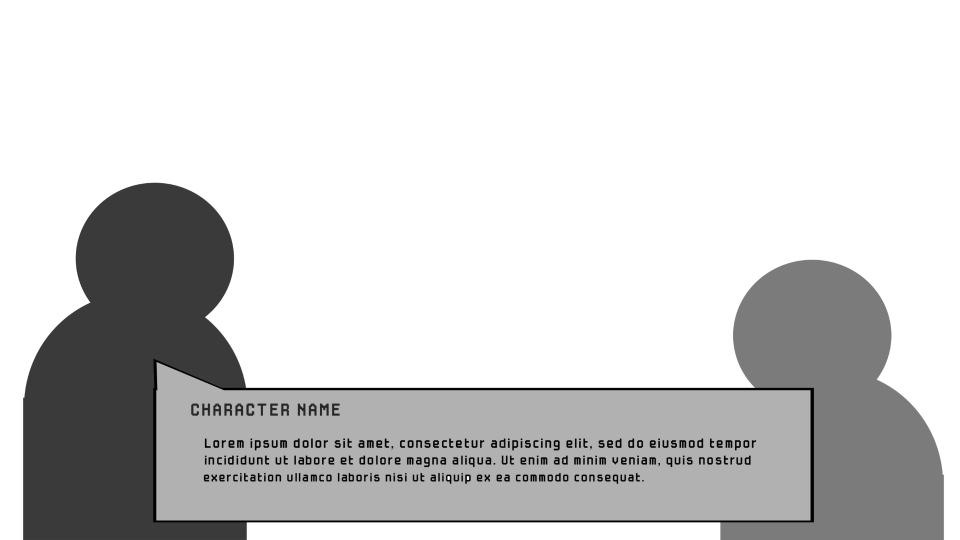 CHARACTER NAME
Lorem ipsum dolor sit amet, consectetur adipiscing elit, sed do eiusmod tempor
incididunt ut labore et dolore magna aliqua. Ut enim ad minim veniam, quis nostrud
exercitation ullamco laboris nisi ut aliquip ex ea commodo consequat.